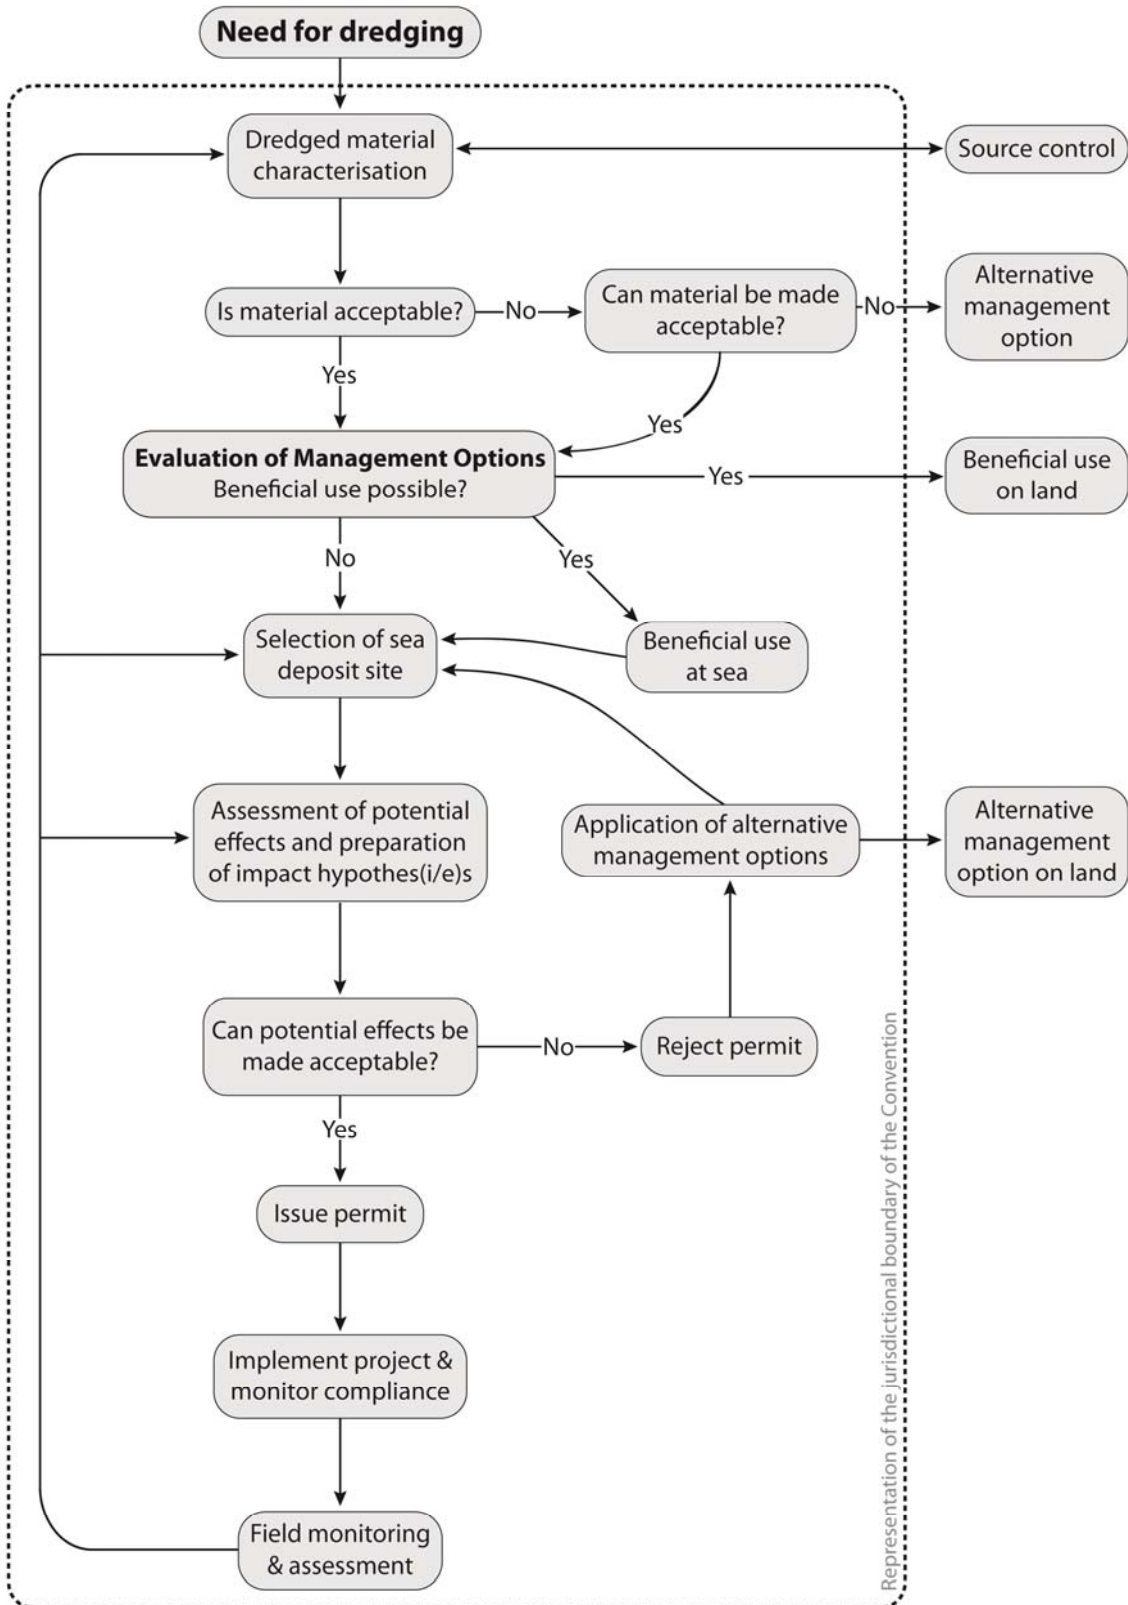 Need for dredging
Dredged material
characterisation
Source control
Is material acceptable?
No
Can material be made
acceptable?
No
Alternative
management
option
Yes
Yes
Evaluation of Management Options
Beneficial use possible?
Yes
Beneficial use
on land
No
Yes
Selection of sea
deposit site
Beneficial use
at sea
Assessment of potential
effects and preparation
of impact hypothes(i/e)s
Application of alternative
management options
Alternative
management
option on land
Can potential effects be
made acceptable?
No
Reject permit
Yes
Issue permit
Implement project &
monitor compliance
Field monitoring
& assessment
Representation of the jurisdictional boundary of the Convention